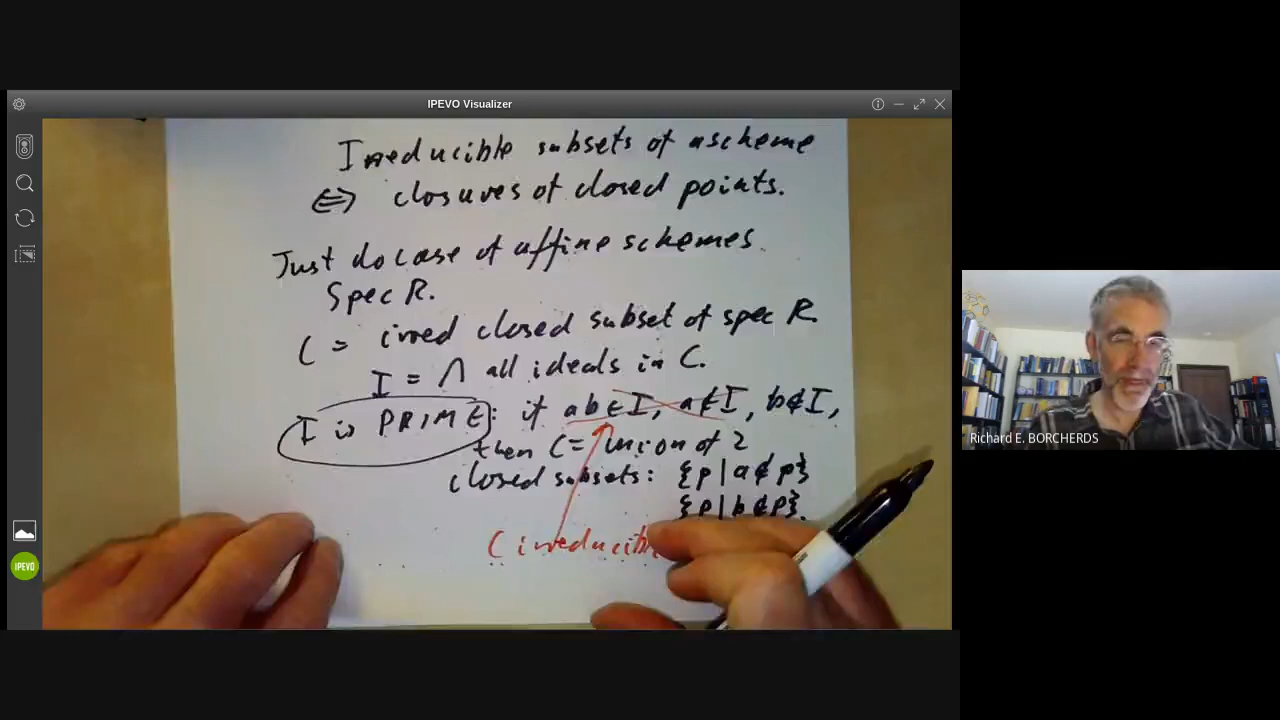 IPEVO Visualizer
Irreducible subsets of a scheme
⇔ closures of closed points.
Just do case of affine schemes
Spec R.
C = irred closed subset of spec R.
I = ∩ all ideals in C.
I is PRIME: if ab∈I, a∉I, b∉I,
then C = union of 2
closed subsets: {p | a∉p}
{p | b∉p}.
C irreducible
Richard E. BORCHERDS
IPEVO